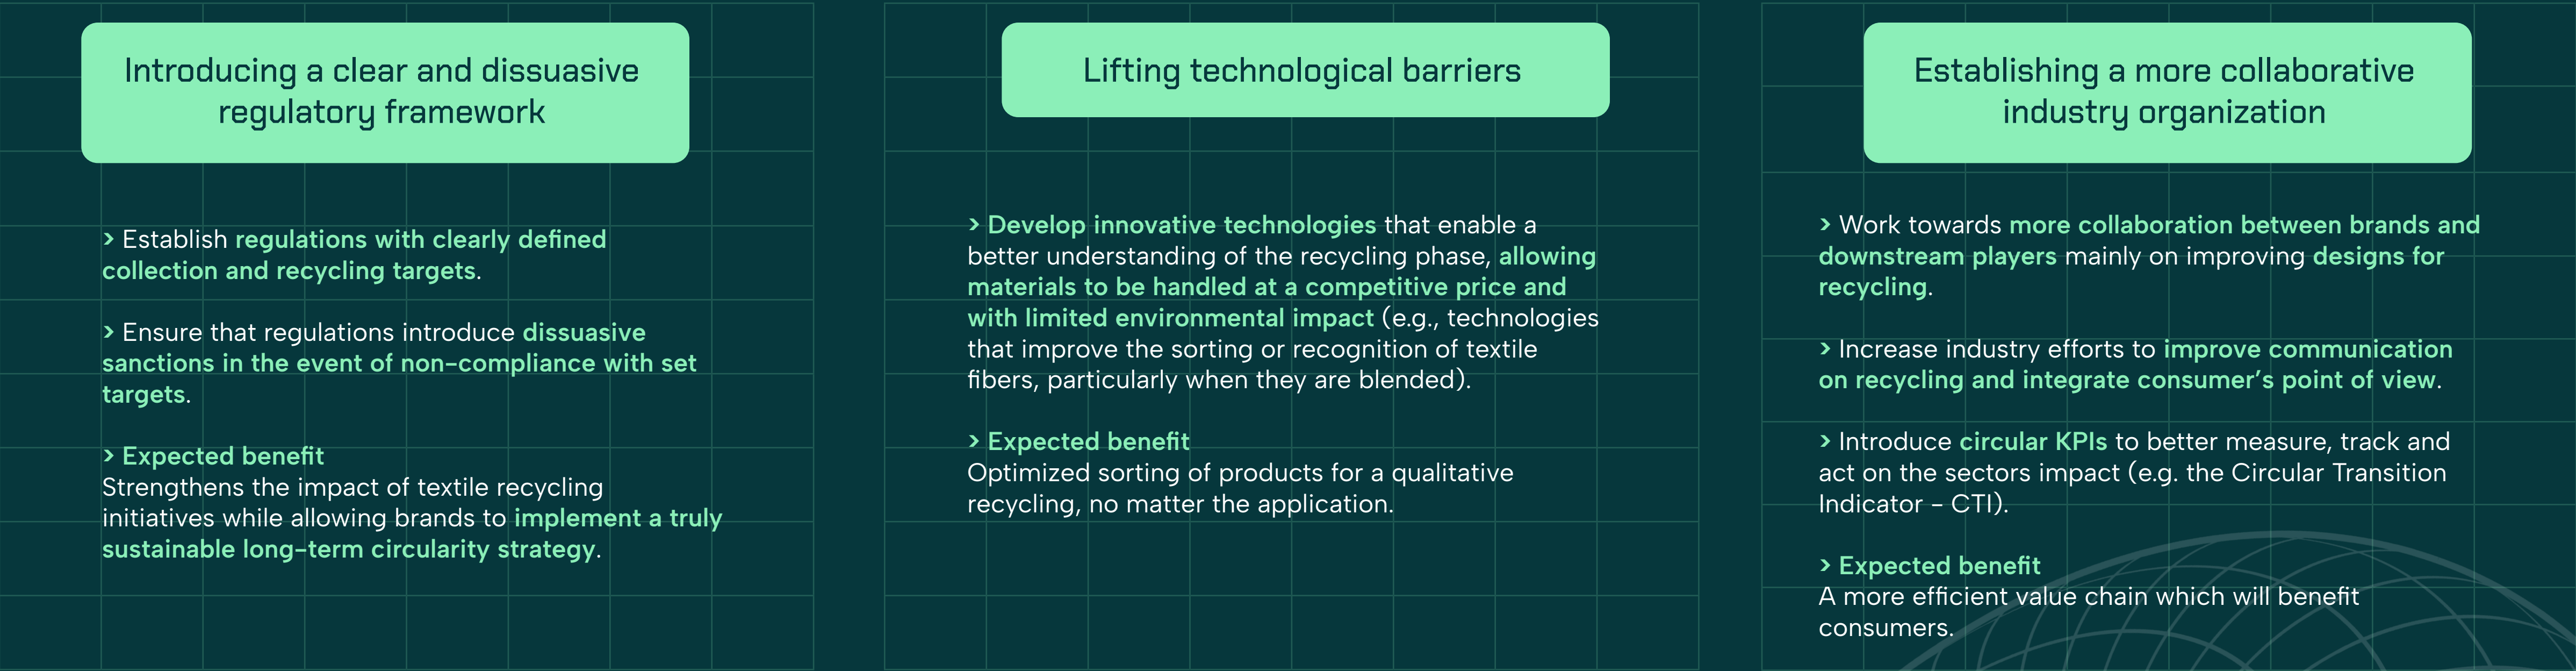 Introducing a clear and dissuasive
regulatory framework
> Establish regulations with clearly defined
collection and recycling targets.
> Ensure that regulations introduce dissuasive
sanctions in the event of non-compliance with set
targets.
> Expected benefit
Strengthens the impact of textile recycling
initiatives while allowing brands to implement a truly
sustainable long-term circularity strategy.
Lifting technological barriers
> Develop innovative technologies that enable a
better understanding of the recycling phase, allowing
materials to be handled at a competitive price and
with limited environmental impact (e.g., technologies
that improve the sorting or recognition of textile
fibers, particularly when they are blended).
> Expected benefit
Optimized sorting of products for a qualitative
recycling, no matter the application.
Establishing a more collaborative
industry organization
> Work towards more collaboration between brands and
downstream players mainly on improving designs for
recycling.
> Increase industry efforts to improve communication
on recycling and integrate consumer’s point of view.
> Introduce circular KPIs to better measure, track and
act on the sectors impact (e.g. the Circular Transition
Indicator - CTI).
> Expected benefit
A more efficient value chain which will benefit
consumers.